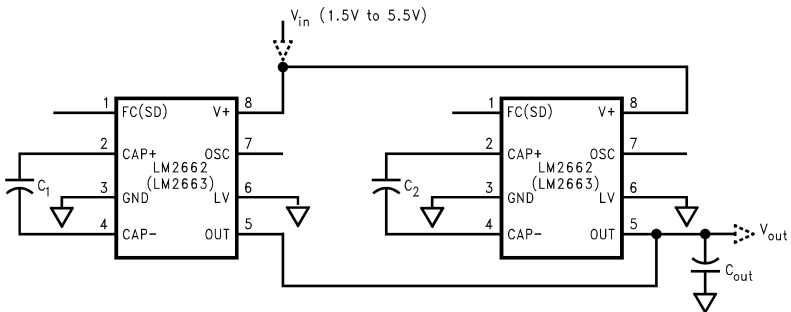 Vin (1.5V to 5.5V)
1 FC(SD) V+ 8
2 CAP+ OSC 7
LM2662
(LM2663)
3 GND LV 6
4 CAP- OUT 5
C1
1 FC(SD) V+ 8
2 CAP+ OSC 7
LM2662
(LM2663)
3 GND LV 6
4 CAP- OUT 5
C2
Vout
Cout